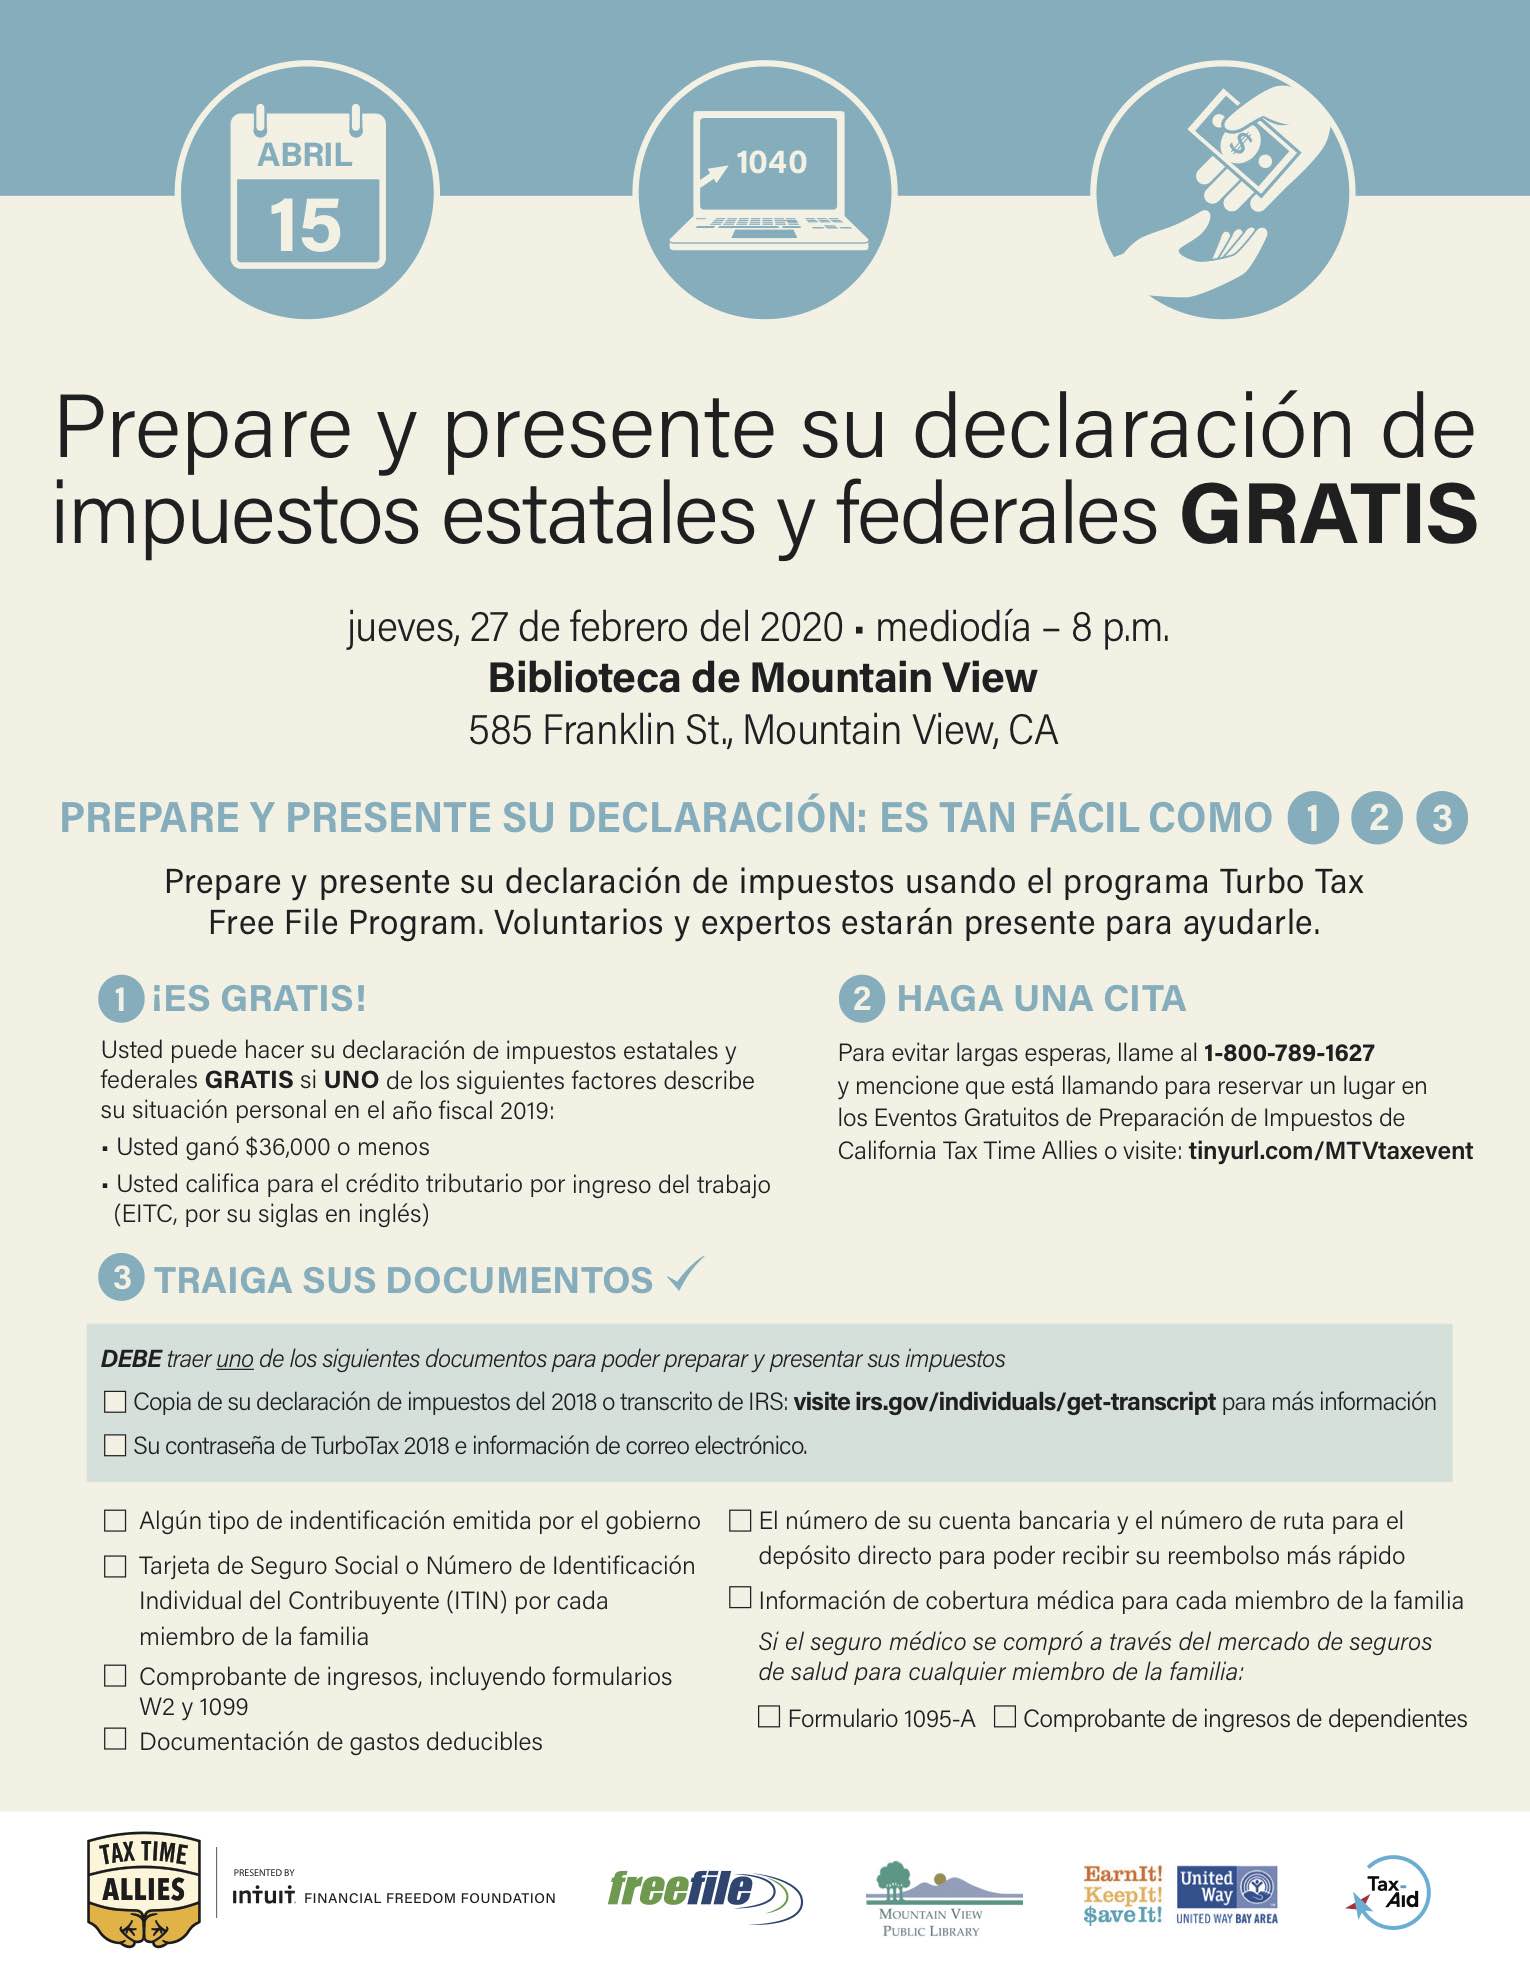 ABRIL
15
1040
$
Prepare y presente su declaración de
impuestos estatales y federales GRATIS
jueves, 27 de febrero del 2020 ▪ mediodía – 8 p.m.
Biblioteca de Mountain View
585 Franklin St., Mountain View, CA
PREPARE Y PRESENTE SU DECLARACIÓN: ES TAN FÁCIL COMO 1 2 3
Prepare y presente su declaración de impuestos usando el programa Turbo Tax
Free File Program. Voluntarios y expertos estarán presente para ayudarle.
1 ¡ES GRATIS!
Usted puede hacer su declaración de impuestos estatales y
federales GRATIS si UNO de los siguientes factores describe
su situación personal en el año fiscal 2019:
▪ Usted ganó $36,000 o menos
▪ Usted califica para el crédito tributario por ingreso del trabajo
(EITC, por su siglas en inglés)
2 HAGA UNA CITA
Para evitar largas esperas, llame al 1-800-789-1627
y mencione que está llamando para reservar un lugar en
los Eventos Gratuitos de Preparación de Impuestos de
California Tax Time Allies o visite: tinyurl.com/MTVtaxevent
3 TRAIGA SUS DOCUMENTOS ✓
DEBE traer uno de los siguientes documentos para poder preparar y presentar sus impuestos
☐ Copia de su declaración de impuestos del 2018 o transcrito de IRS: visite irs.gov/individuals/get-transcript para más información
☐ Su contraseña de TurboTax 2018 e información de correo electrónico.
☐ Algún tipo de indentificación emitida por el gobierno
☐ Tarjeta de Seguro Social o Número de Identificación
Individual del Contribuyente (ITIN) por cada
miembro de la familia
☐ Comprobante de ingresos, incluyendo formularios
W2 y 1099
☐ Documentación de gastos deducibles
☐ El número de su cuenta bancaria y el número de ruta para el
depósito directo para poder recibir su reembolso más rápido
☐ Información de cobertura médica para cada miembro de la familia
Si el seguro médico se compró a través del mercado de seguros
de salud para cualquier miembro de la familia:
☐ Formulario 1095-A ☐ Comprobante de ingresos de dependientes
TAX TIME
ALLIES
PRESENTED BY
intuit FINANCIAL FREEDOM FOUNDATION
freefile
MOUNTAIN VIEW
PUBLIC LIBRARY
EarnIt!
KeepIt!
$aveIt!
United
Way
UNITED WAY BAY AREA
Tax-
Aid